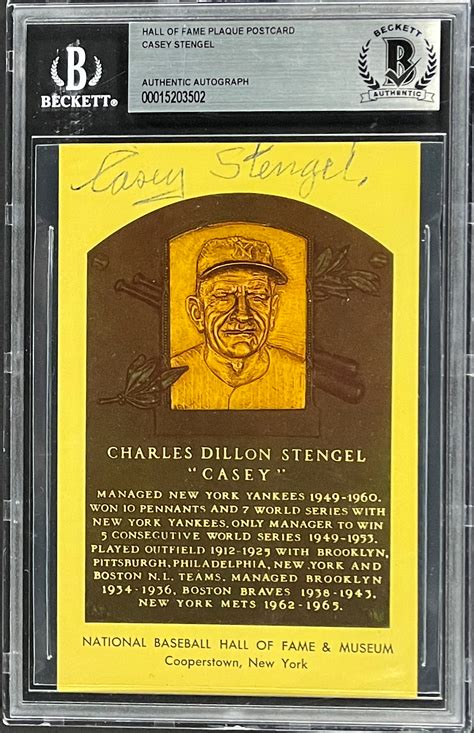 HALL OF FAME PLAQUE POSTCARD
CASEY STENGEL
AUTHENTIC AUTOGRAPH
00015203502
B
BECKETT®
BECKETT
B
AUTHENTIC
Casey Stengel.
NY
CHARLES DILLON STENGEL
"CASEY"
MANAGED NEW YORK YANKEES 1949-1960.
WON 10 PENNANTS AND 7 WORLD SERIES WITH
NEW YORK YANKEES. ONLY MANAGER TO WIN
5 CONSECUTIVE WORLD SERIES 1949-1953.
PLAYED OUTFIELD 1912-1925 WITH BROOKLYN,
PITTSBURGH, PHILADELPHIA, NEW YORK AND
BOSTON N.L. TEAMS. MANAGED BROOKLYN
1934-1936, BOSTON BRAVES 1938-1943,
NEW YORK METS 1962-1965.
NATIONAL BASEBALL HALL OF FAME & MUSEUM
Cooperstown, New York